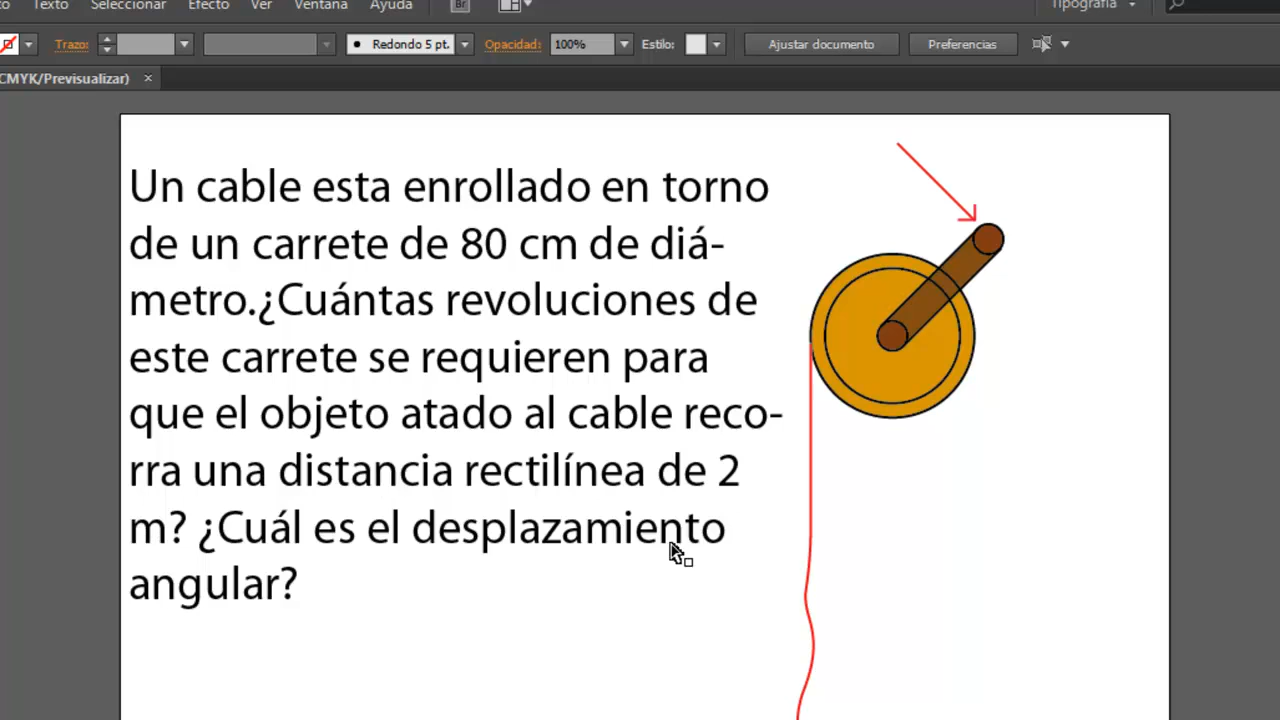 Texto Seleccionar Efecto Ver Ventana Ayuda Br Tipografía
Trazo: Redondo 5 pt. Opacidad: 100% Estilo: Ajustar documento Preferencias
CMYK/Previsualizar) ×
Un cable esta enrollado en torno
de un carrete de 80 cm de diá-
metro.¿Cuántas revoluciones de
este carrete se requieren para
que el objeto atado al cable reco-
rra una distancia rectilínea de 2
m? ¿Cuál es el desplazamiento
angular?